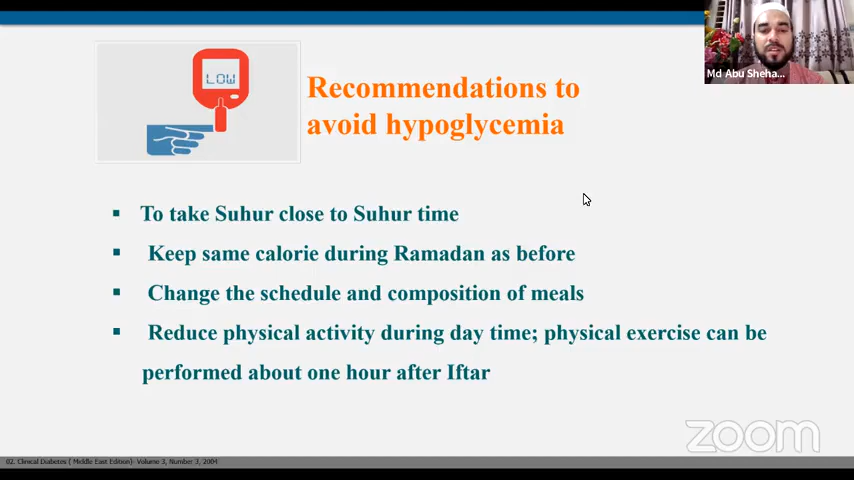 Md Abu Sheha...
LOW
Recommendations to
avoid hypoglycemia
▪ To take Suhur close to Suhur time
▪ Keep same calorie during Ramadan as before
▪ Change the schedule and composition of meals
▪ Reduce physical activity during day time; physical exercise can be
performed about one hour after Iftar
zoom
02. Clinical Diabetes ( Middle East Edition)- Volume 3, Number 3, 2004